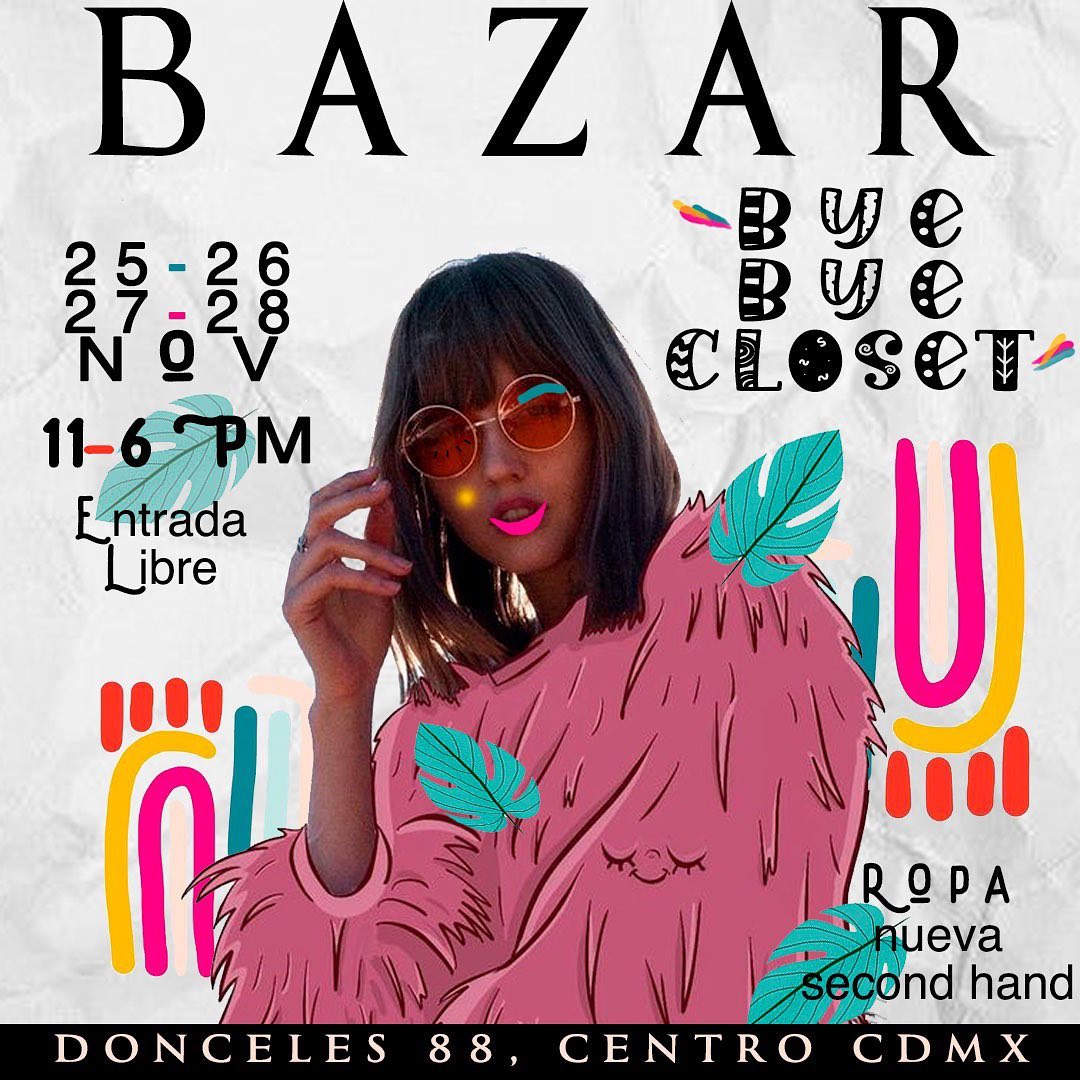 BAZAR
Bye
Bye
CLOSET
25-26
27-28
NOV
11-6 PM
Entrada
Libre
ROPA
nueva
second hand
DONCELES 88, CENTRO CDMX